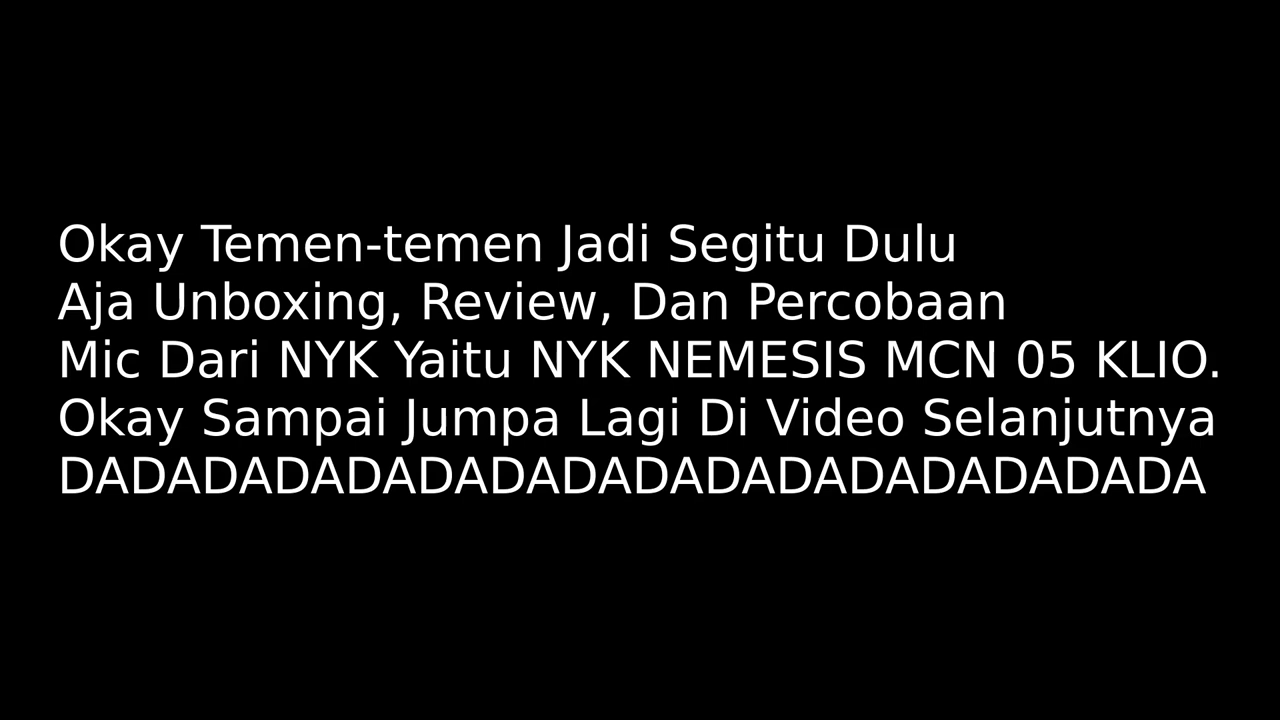 Okay Temen-temen Jadi Segitu Dulu
Aja Unboxing, Review, Dan Percobaan
Mic Dari NYK Yaitu NYK NEMESIS MCN 05 KLIO.
Okay Sampai Jumpa Lagi Di Video Selanjutnya
DADADADADADADADADADADADADADADADA